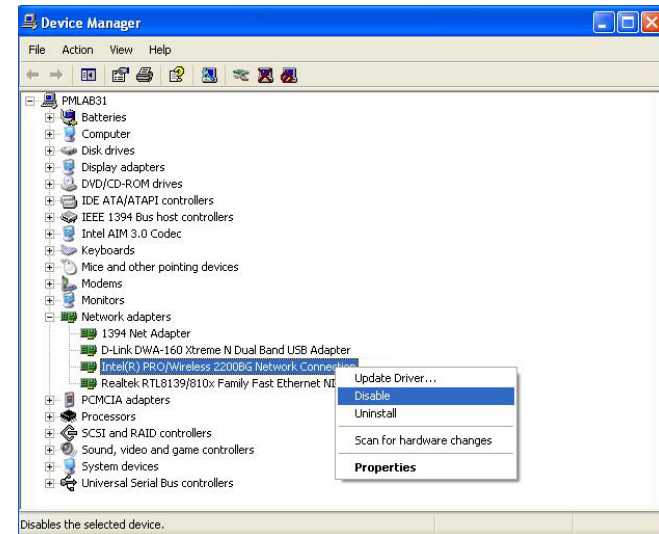 Device Manager
File Action View Help
PMLAB31
Batteries
Computer
Disk drives
Display adapters
DVD/CD-ROM drives
IDE ATA/ATAPI controllers
IEEE 1394 Bus host controllers
Intel AIM 3.0 Codec
Keyboards
Mice and other pointing devices
Modems
Monitors
Network adapters
1394 Net Adapter
D-Link DWA-160 Xtreme N Dual Band USB Adapter
Intel(R) PRO/Wireless 2200BG Network Connection
Realtek RTL8139/810x Family Fast Ethernet NI
PCMCIA adapters
Processors
SCSI and RAID controllers
Sound, video and game controllers
System devices
Universal Serial Bus controllers
Update Driver...
Disable
Uninstall
Scan for hardware changes
Properties
Disables the selected device.